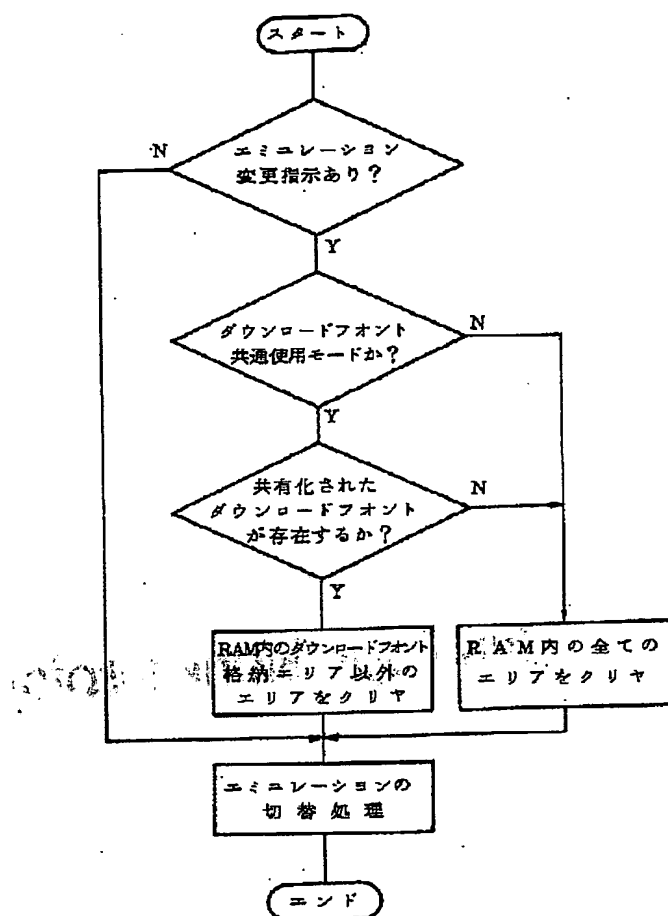 スタート
N
エミュレーション
変更指示あり?
Y
ダウンロードフォント
共通使用モードか?
N
Y
共有化された
ダウンロードフォント
が存在するか?
N
Y
RAM内のダウンロードフォント
格納エリア以外の
エリアをクリヤ
RAM内の全ての
エリアをクリヤ
エミュレーションの
切替処理
エンド